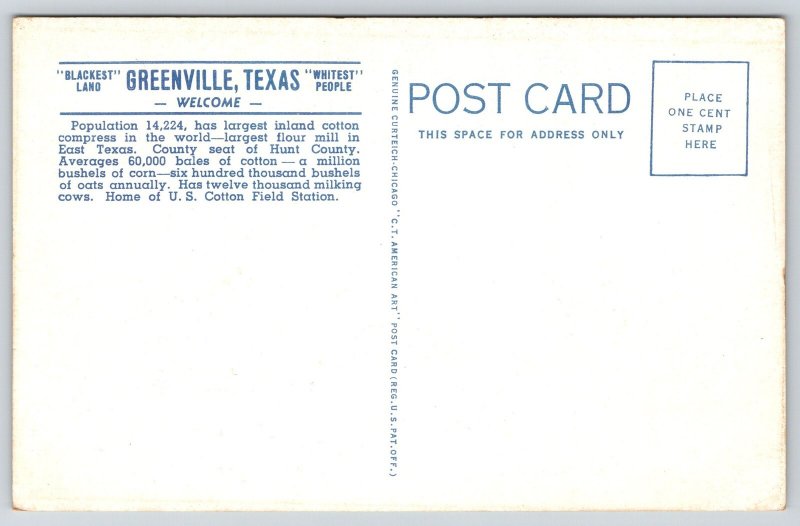 "BLACKEST" LAND GREENVILLE, TEXAS "WHITEST" PEOPLE
— WELCOME —
Population 14,224, has largest inland cotton
compress in the world—largest flour mill in
East Texas. County seat of Hunt County.
Averages 60,000 bales of cotton — a million
bushels of corn—six hundred thousand bushels
of oats annually. Has twelve thousand milking
cows. Home of U. S. Cotton Field Station.
GENUINE CURTEICH-CHICAGO "C.T. AMERICAN ART" POST CARD (REG. U.S. PAT. OFF.)
POST CARD
THIS SPACE FOR ADDRESS ONLY
PLACE
ONE CENT
STAMP
HERE